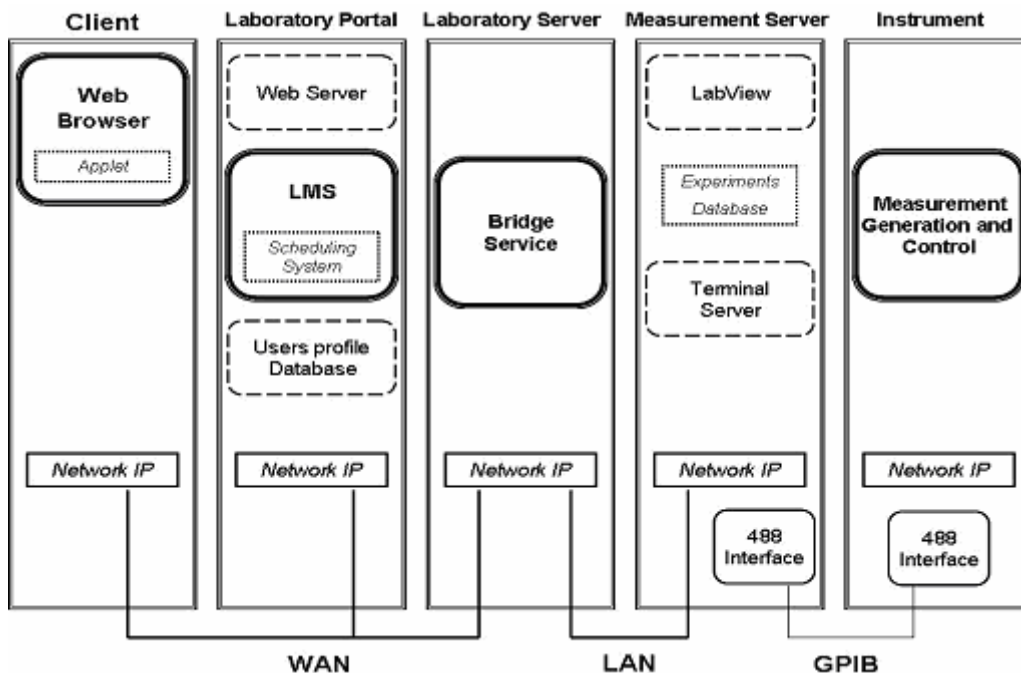 Client
Laboratory Portal
Laboratory Server
Measurement Server
Instrument
Web
Browser
Applet
Web Server
LMS
Scheduling
System
Users profile
Database
Bridge
Service
LabView
Experiments
Database
Terminal
Server
Measurement
Generation and
Control
Network IP
Network IP
Network IP
Network IP
Network IP
488
Interface
488
Interface
WAN
LAN
GPIB